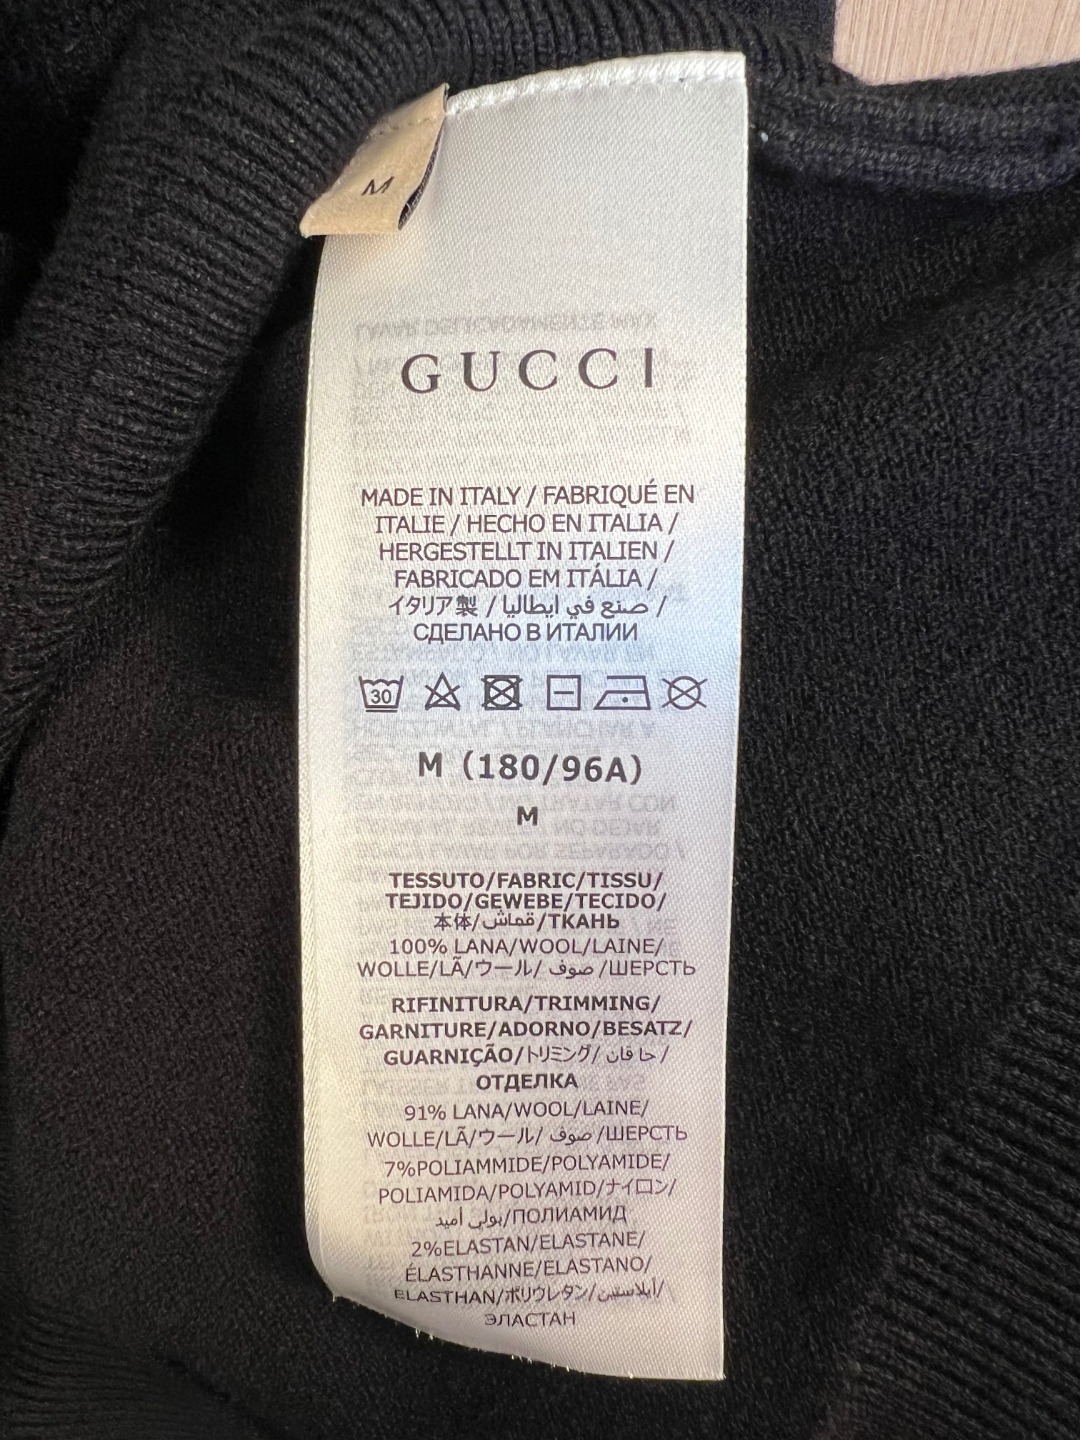 M
GUCCI
MADE IN ITALY / FABRIQUÉ EN
ITALIE / HECHO EN ITALIA /
HERGESTELLT IN ITALIEN /
FABRICADO EM ITÁLIA /
イタリア製 / صنع في ايطاليا /
СДЕЛАНО В ИТАЛИИ
30
M (180/96A)
M
TESSUTO/FABRIC/TISSU/
TEJIDO/GEWEBE/TECIDO/
本体/قماش/ТКАНЬ
100% LANA/WOOL/LAINE/
WOLLE/LÃ/ウール/ صوف /ШЕРСТЬ
RIFINITURA/TRIMMING/
GARNITURE/ADORNO/BESATZ/
GUARNIÇÃO/トリミング/ حافان /
ОТДЕЛКА
91% LANA/WOOL/LAINE/
WOLLE/LÃ/ウール/ صوف /ШЕРСТЬ
7%POLIAMMIDE/POLYAMIDE/
POLIAMIDA/POLYAMID/ナイロン/
بولي أميد/ПОЛИАМИД
2%ELASTAN/ELASTANE/
ÉLASTHANNE/ELASTANO/
ELASTHAN/ポリウレタン/إيلاستين/
ЭЛАСТАН